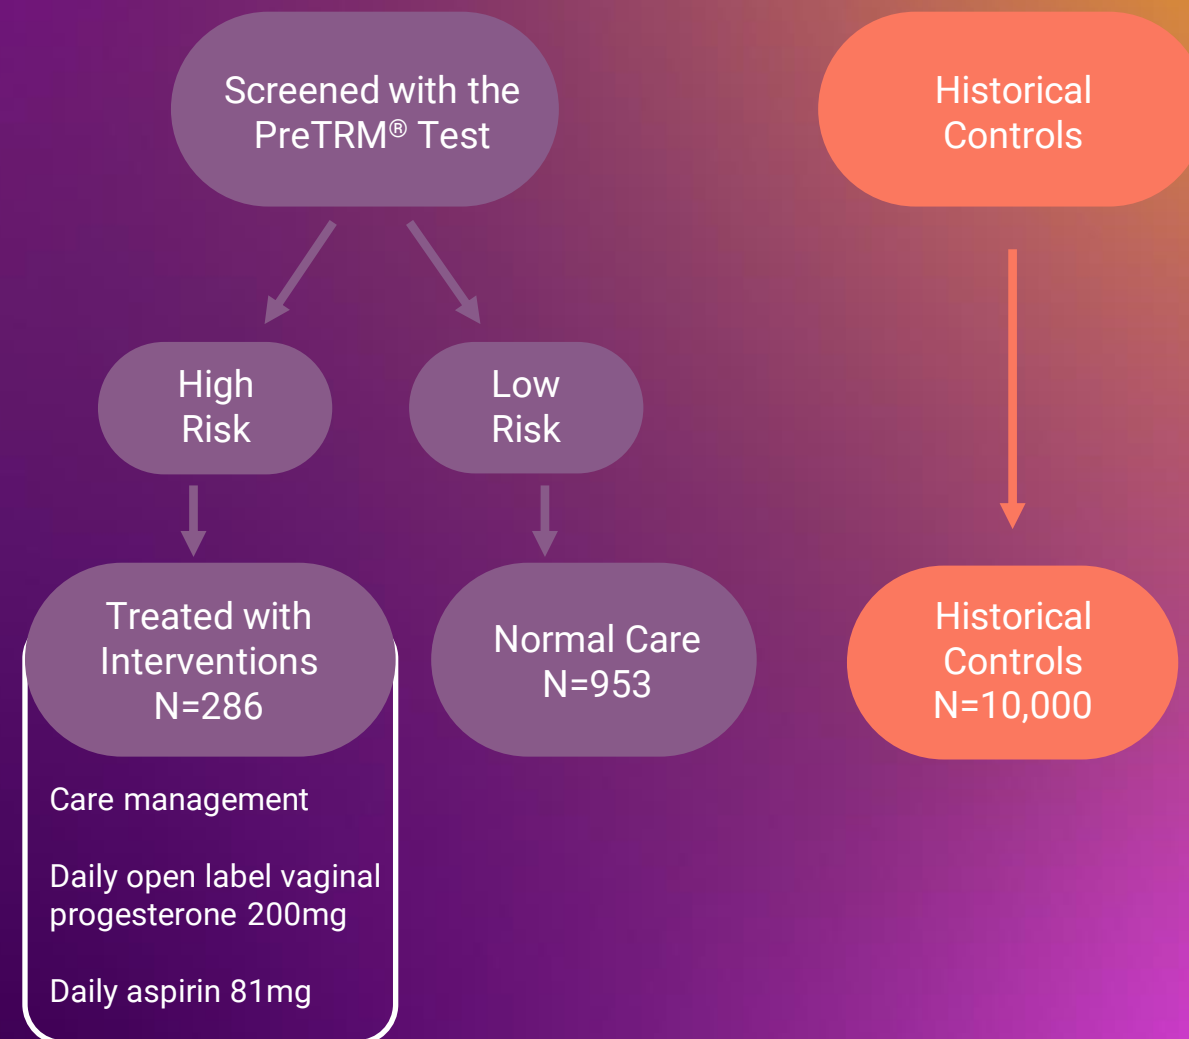 Screened with the
PreTRM® Test
Historical
Controls
High
Risk
Low
Risk
Treated with
Interventions
N=286
Normal Care
N=953
Historical
Controls
N=10,000
Care management
Daily open label vaginal
progesterone 200mg
Daily aspirin 81mg